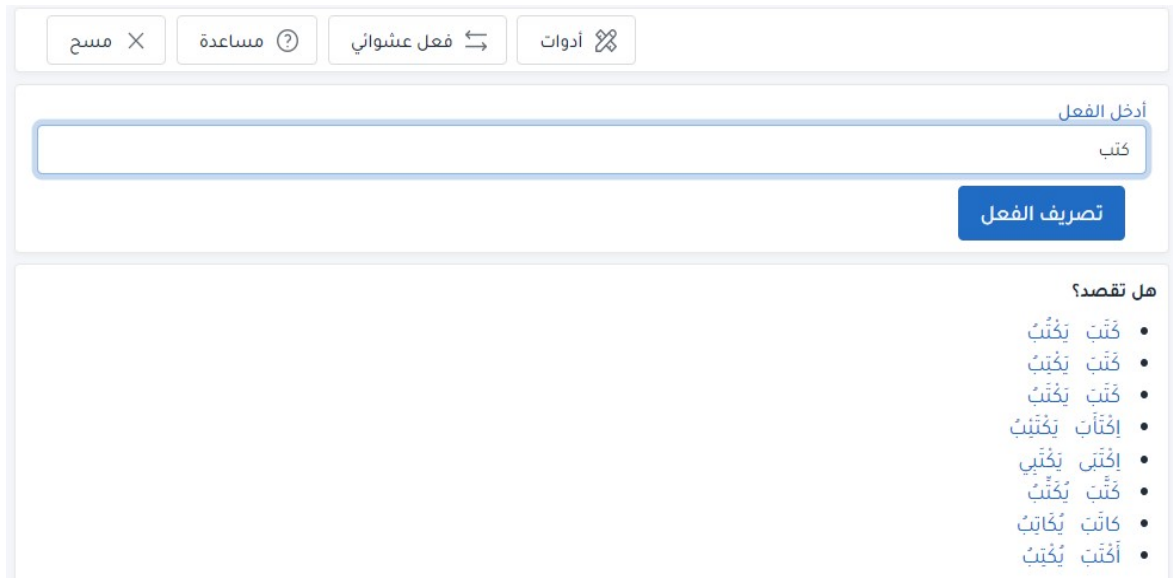 أدوات فعل عشوائي مساعدة مسح
أدخل الفعل
كتب
تصريف الفعل
هل تقصد؟
كَتَبَ يَكْتُبُ
كَتَبَ يَكْتِبُ
كَتَبَ يَكْتَبُ
اِكْتَأَبَ يَكْتَئِبُ
اِكْتَبَى يَكْتَبِي
كَتَّبَ يُكَتِّبُ
كاتَبَ يُكَاتِبُ
أَكْتَبَ يُكْتِبُ